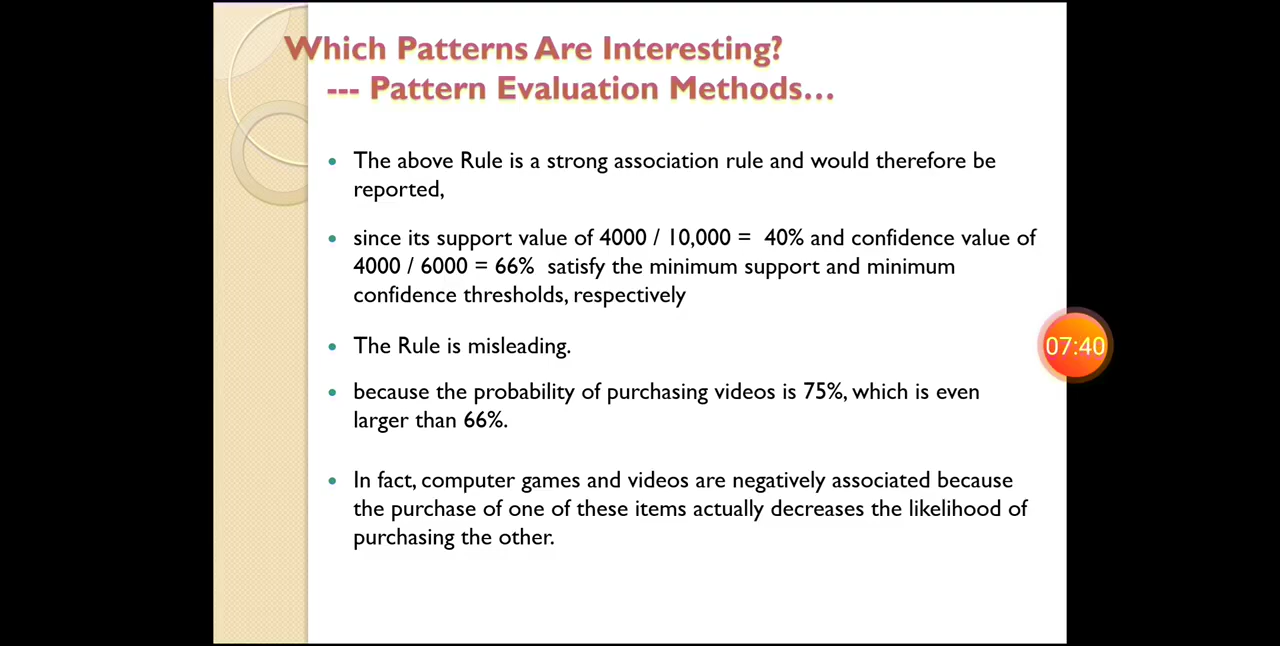 Which Patterns Are Interesting?
--- Pattern Evaluation Methods…
• The above Rule is a strong association rule and would therefore be
reported,
• since its support value of 4000 / 10,000 = 40% and confidence value of
4000 / 6000 = 66% satisfy the minimum support and minimum
confidence thresholds, respectively
• The Rule is misleading.
• because the probability of purchasing videos is 75%, which is even
larger than 66%.
• In fact, computer games and videos are negatively associated because
the purchase of one of these items actually decreases the likelihood of
purchasing the other.
07:40